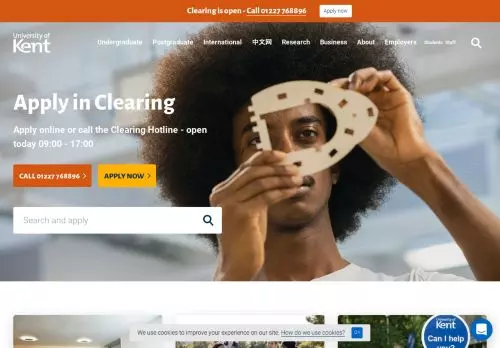 Clearing is open - Call 01227 768896
Apply now
University of
Kent
Undergraduate Postgraduate International 中文网 Research Business About Employers Students Staff
Apply in Clearing
Apply online or call the Clearing Hotline - open
today 09:00 - 17:00
CALL 01227 768896
APPLY NOW
Search and apply
We use cookies to improve your experience on our site. How do we use cookies?
OK
University of
Kent
Can I help
you?